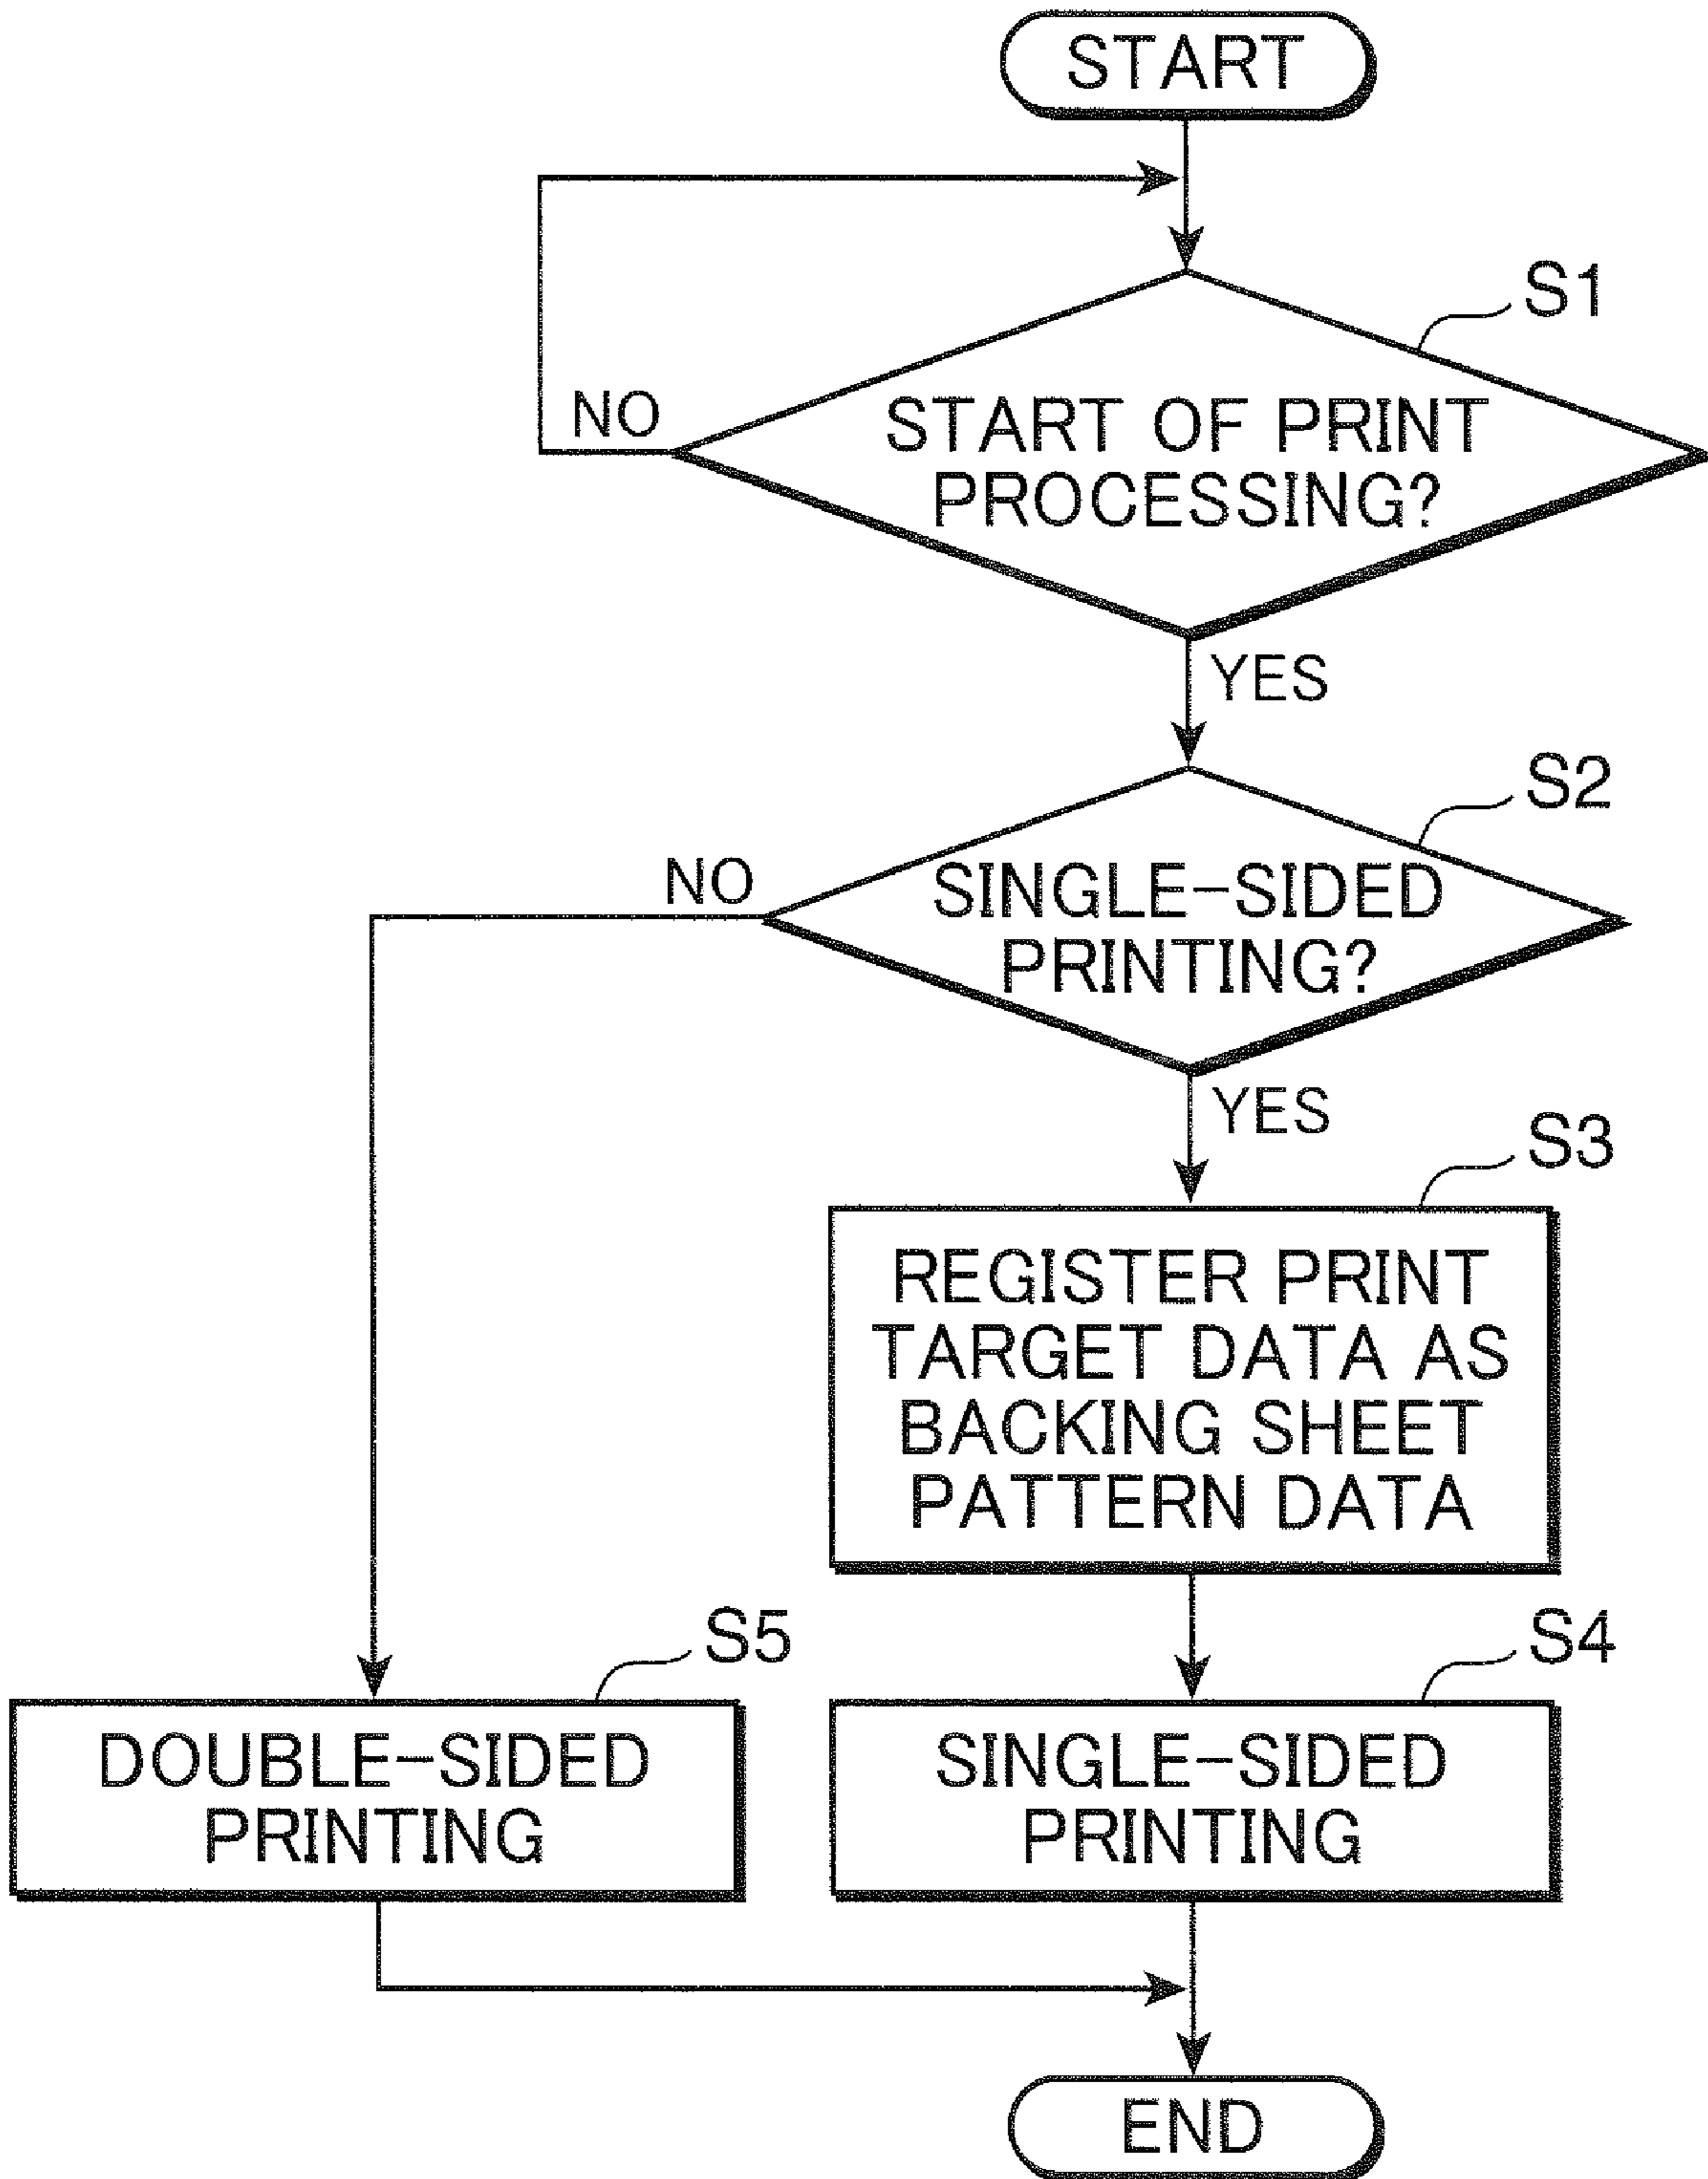 START
S1
NO
START OF PRINT
PROCESSING?
YES
S2
NO
SINGLE-SIDED
PRINTING?
YES
S3
REGISTER PRINT
TARGET DATA AS
BACKING SHEET
PATTERN DATA
S5
S4
DOUBLE-SIDED
PRINTING
SINGLE-SIDED
PRINTING
END